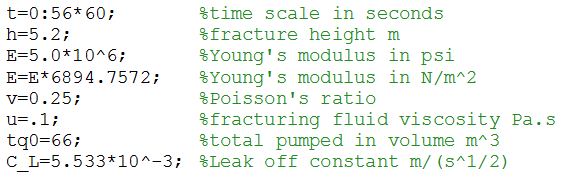 t=0:56*60; %time scale in seconds
h=5.2; %fracture height m
E=5.0*10^6; %Young's modulus in psi
E=E*6894.7572; %Young's modulus in N/m^2
v=0.25; %Poisson's ratio
u=.1; %fracturing fluid viscosity Pa.s
tq0=66; %total pumped in volume m^3
C_L=5.533*10^-3; %Leak off constant m/(s^1/2)